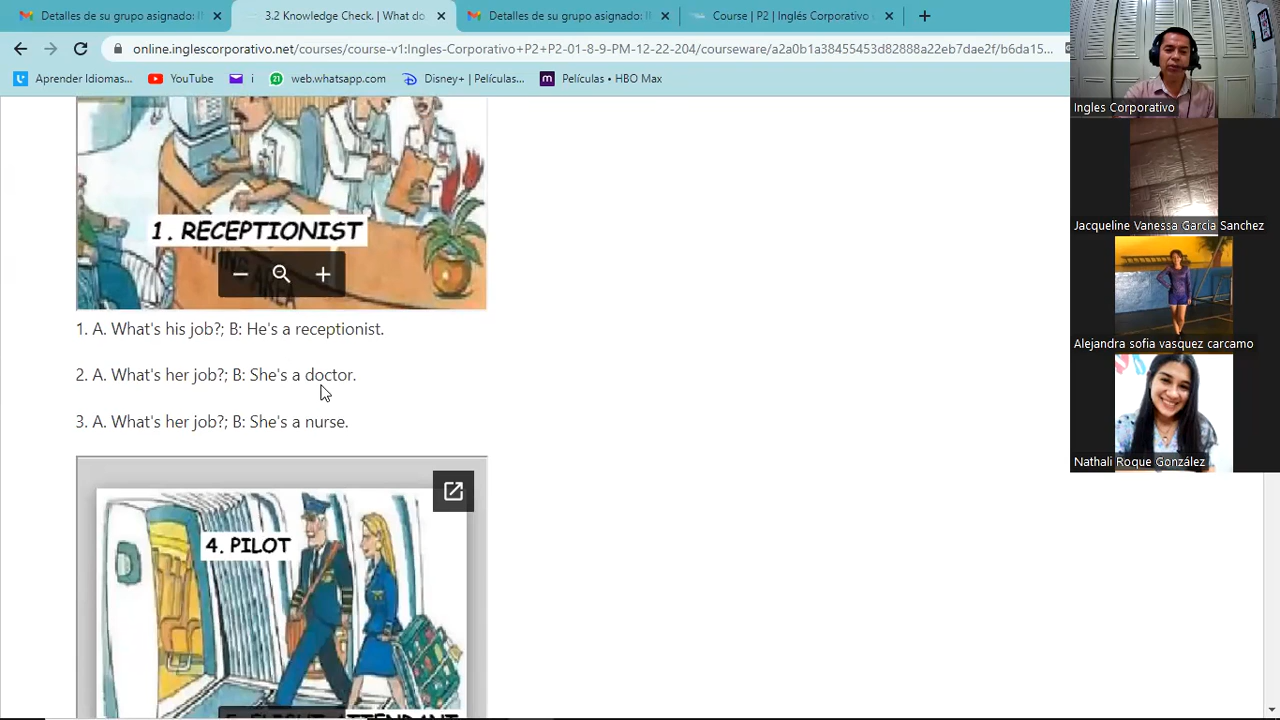 Detalles de su grupo asignado: I
3.2 Knowledge Check. | What do
Detalles de su grupo asignado: I
Course | P2 | Inglés Corporativo
online.inglescorporativo.net/courses/course-v1:Ingles-Corporativo+P2+P2-01-8-9-PM-12-22-204/courseware/
Aprender Idiomas...
YouTube
i
web.whatsapp.com
Disney+ | Películas...
Películas • HBO Max
Ingles Corporativo
Jacqueline Vanessa Garcia Sanchez
Alejandra sofia vasquez carcamo
Nathali Roque González
1. RECEPTIONIST
AREA
1. A. What's his job?; B: He's a receptionist.
2. A. What's her job?; B: She's a doctor.
3. A. What's her job?; B: She's a nurse.
4. PILOT
5. FLIGHT ATTENDANT